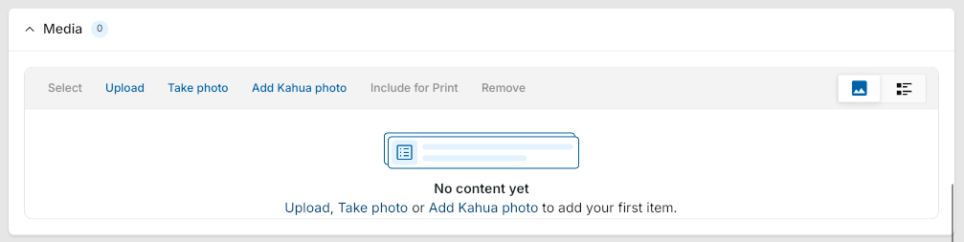 Media 0
Select Upload Take photo Add Kahua photo Include for Print Remove
No content yet
Upload, Take photo or Add Kahua photo to add your first item.